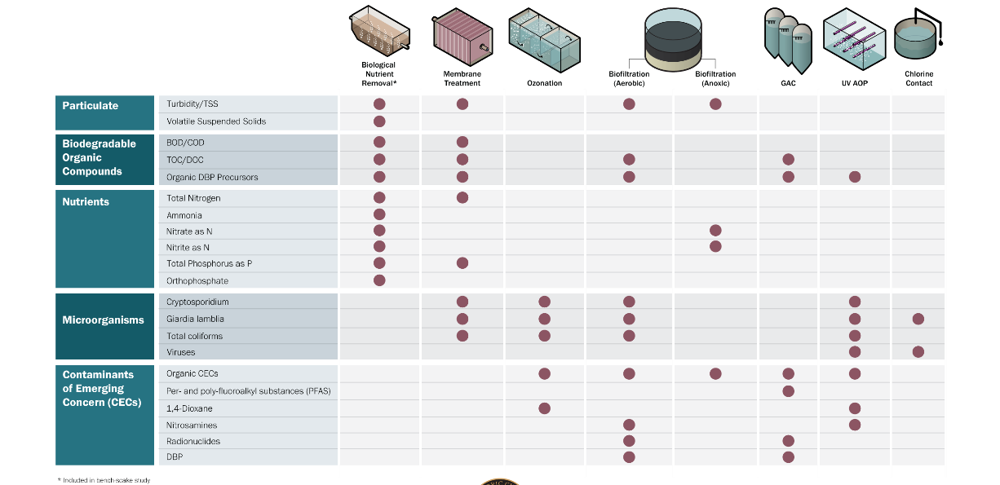 Biological
Nutrient
Removal*
Membrane
Treatment
Ozonation
Biofiltration
(Aerobic)
Biofiltration
(Anoxic)
GAC
UV AOP
Chlorine
Contact
Particulate
Turbidity/TSS
Volatile Suspended Solids
Biodegradable
Organic
Compounds
BOD/COD
TOC/DOC
Organic DBP Precursors
Nutrients
Total Nitrogen
Ammonia
Nitrate as N
Nitrite as N
Total Phosphorus as P
Orthophosphate
Microorganisms
Cryptosporidium
Giardia lamblia
Total coliforms
Viruses
Contaminants
of Emerging
Concern (CECs)
Organic CECs
Per- and poly-fluoroalkyl substances (PFAS)
1,4-Dioxane
Nitrosamines
Radionuclides
DBP
* Included in bench-scake study